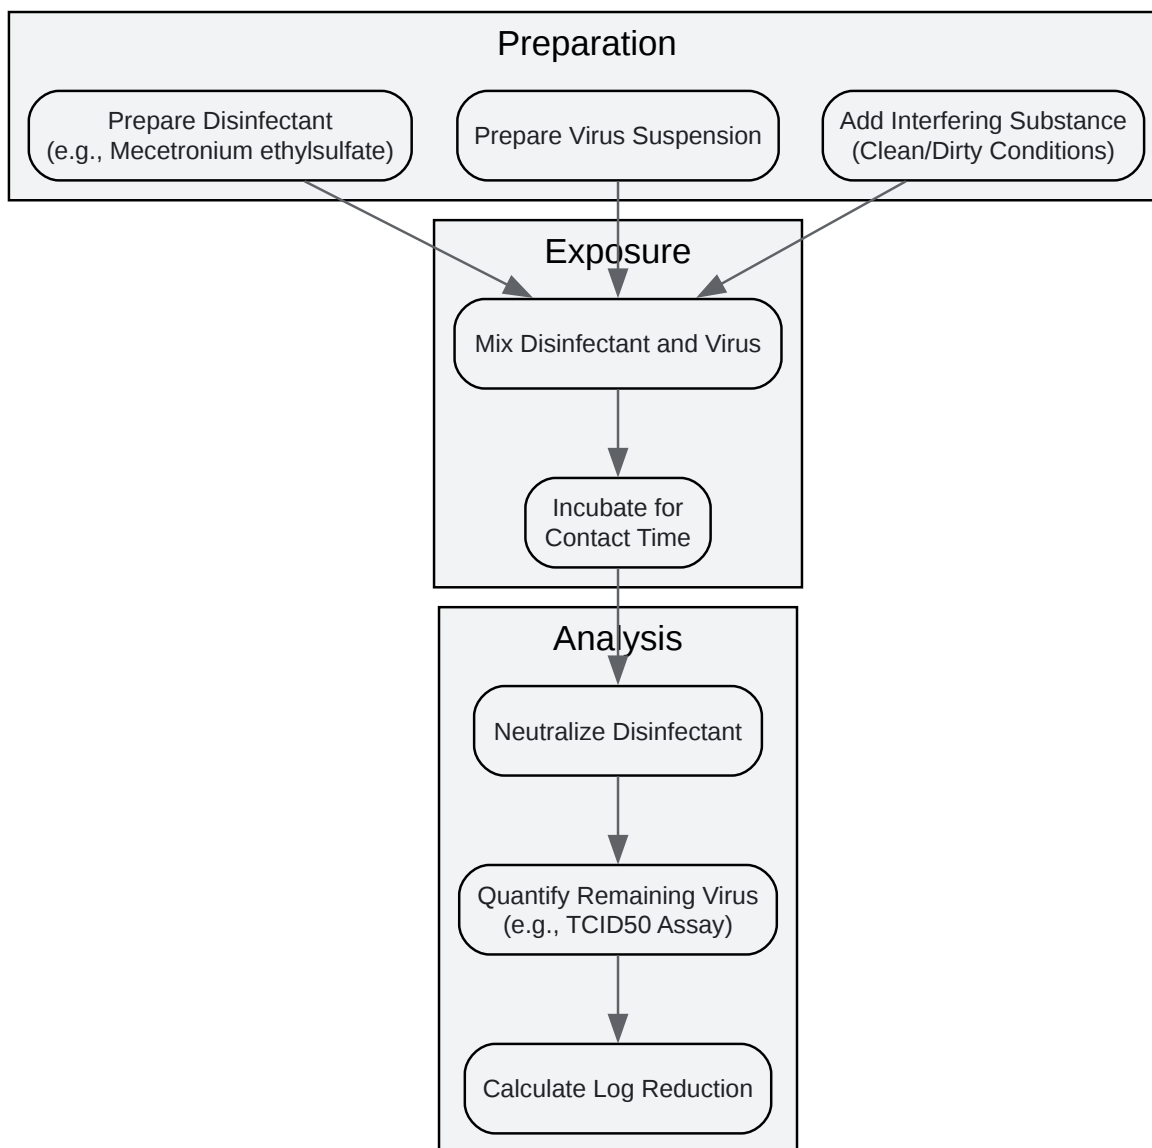 Preparation
Prepare Disinfectant
(e.g., Mecetronium ethylsulfate)
Prepare Virus Suspension
Add Interfering Substance
(Clean/Dirty Conditions)
Exposure
Mix Disinfectant and Virus
Incubate for
Contact Time
Analysis
Neutralize Disinfectant
Quantify Remaining Virus
(e.g., TCID50 Assay)
Calculate Log Reduction